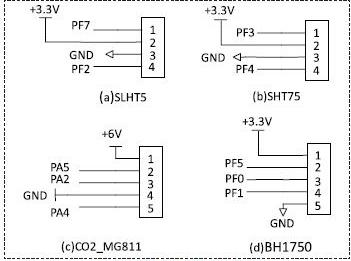 +3.3V
PF7
1
2
GND
3
PF2
4
(a)SLHT5
+3.3V
PF3
1
2
GND
3
PF4
4
(b)SHT75
+6V
1
PA5
2
PA2
3
GND
4
PA4
5
(c)CO2_MG811
+3.3V
1
PF5
2
PF0
3
PF1
4
5
GND
(d)BH1750